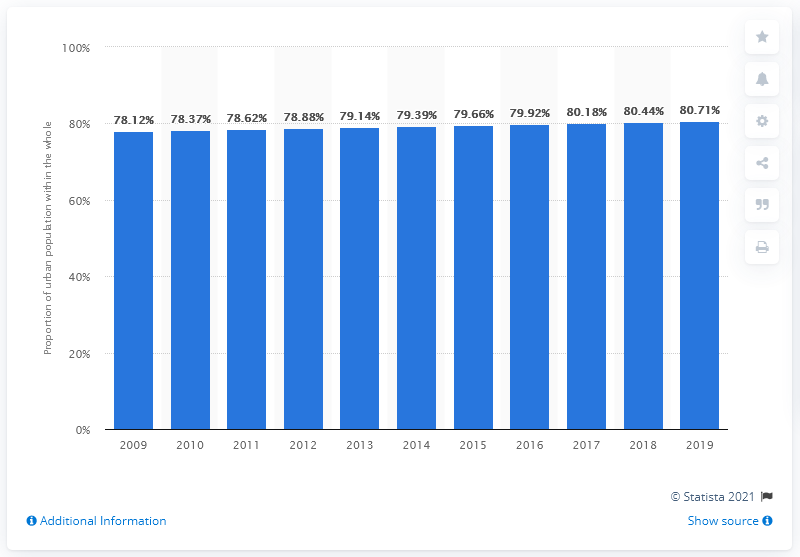 100%
80%
60%
40%
20%
0%
Proportion of urban population within the whole
78.12% 78.37% 78.62% 78.88% 79.14% 79.39% 79.66% 79.92% 80.18% 80.44% 80.71%
2009 2010 2011 2012 2013 2014 2015 2016 2017 2018 2019
© Statista 2021
Additional Information
Show source